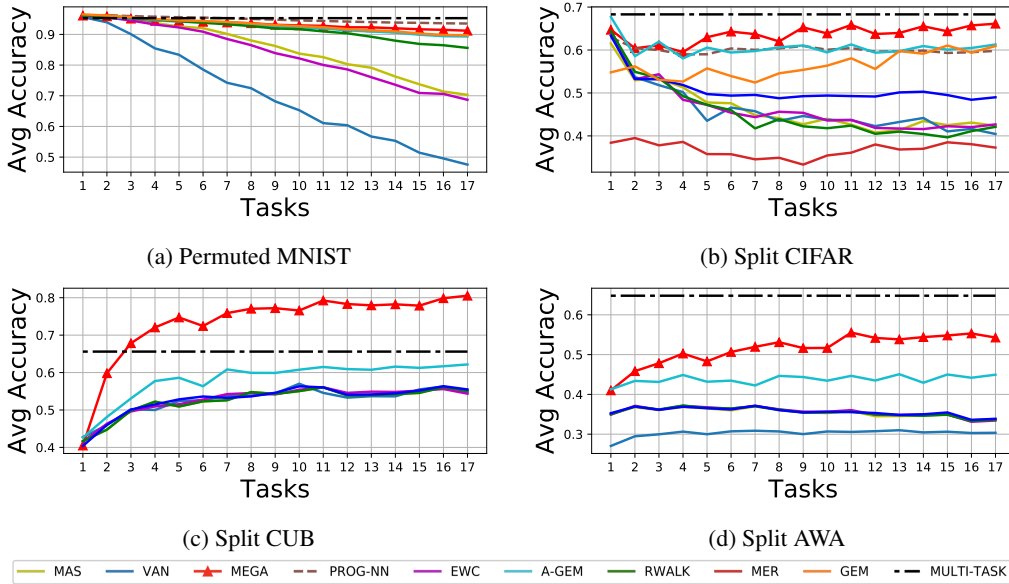 Avg Accuracy
0.9
0.8
0.7
0.6
0.5
1 2 3 4 5 6 7 8 9 10 11 12 13 14 15 16 17
Tasks
(a) Permuted MNIST
Avg Accuracy
0.7
0.6
0.5
0.4
1 2 3 4 5 6 7 8 9 10 11 12 13 14 15 16 17
Tasks
(b) Split CIFAR
Avg Accuracy
0.8
0.7
0.6
0.5
0.4
1 2 3 4 5 6 7 8 9 10 11 12 13 14 15 16 17
Tasks
(c) Split CUB
Avg Accuracy
0.6
0.5
0.4
0.3
1 2 3 4 5 6 7 8 9 10 11 12 13 14 15 16 17
Tasks
(d) Split AWA
MAS VAN MEGA PROG-NN EWC A-GEM RWALK MER GEM MULTI-TASK